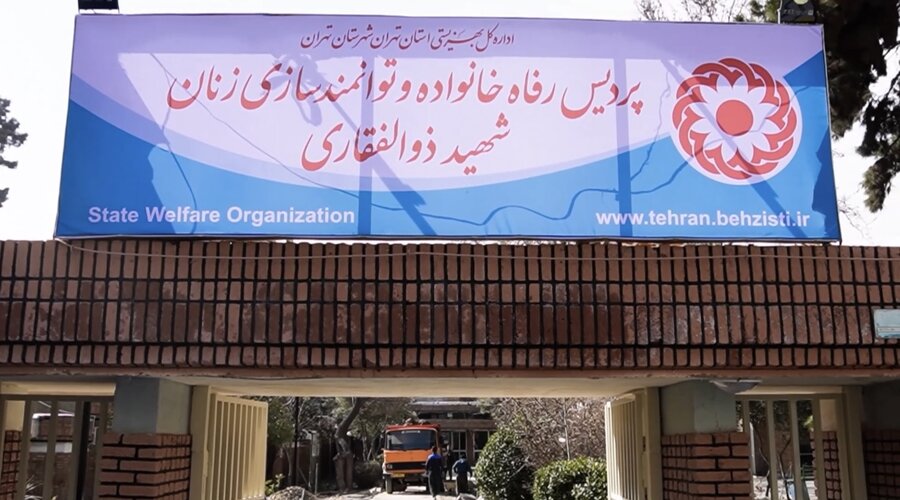 اداره کل بهزیستی استان تهران شهرستان تهران
پردیس رفاه خانواده و توانمندسازی زنان
شهید ذوالفقاری
State Welfare Organization
www.tehran.behzisti.ir